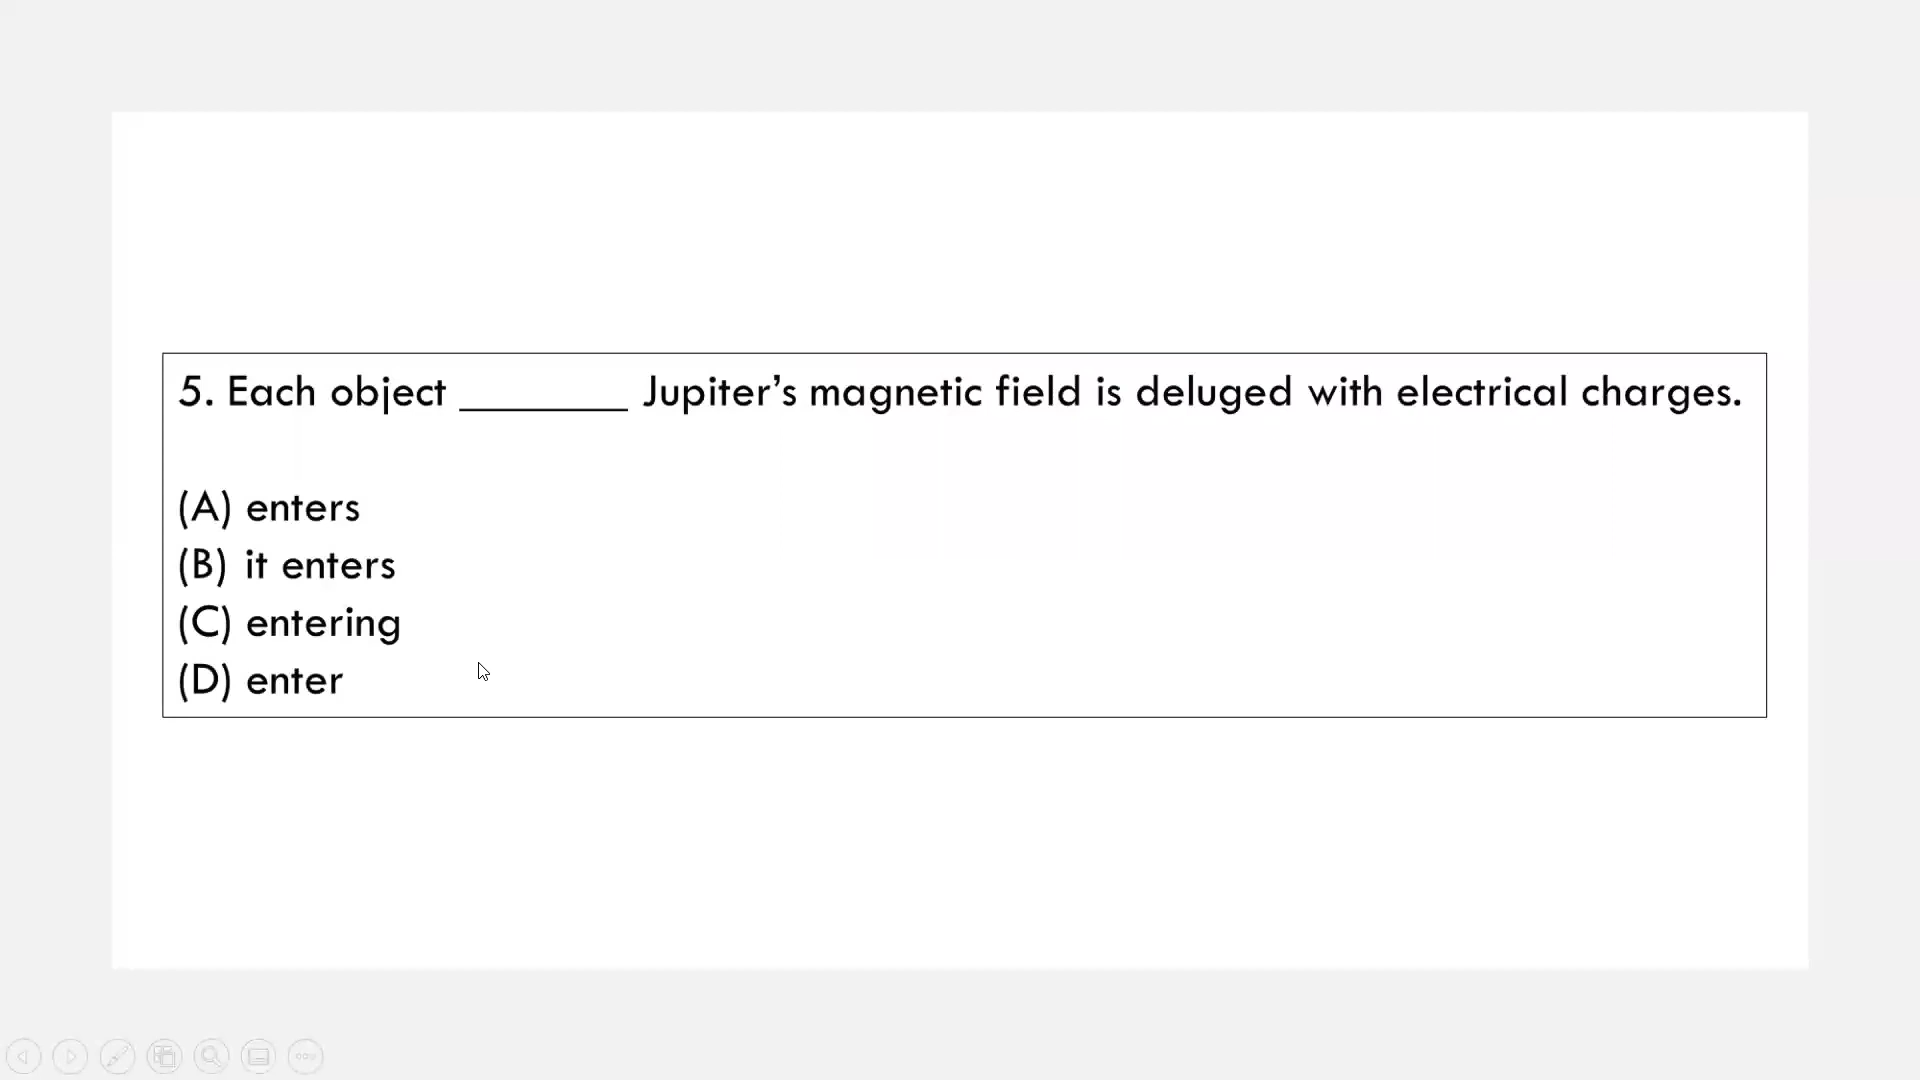 5. Each object ________ Jupiter’s magnetic field is deluged with electrical charges.
(A) enters
(B) it enters
(C) entering
(D) enter